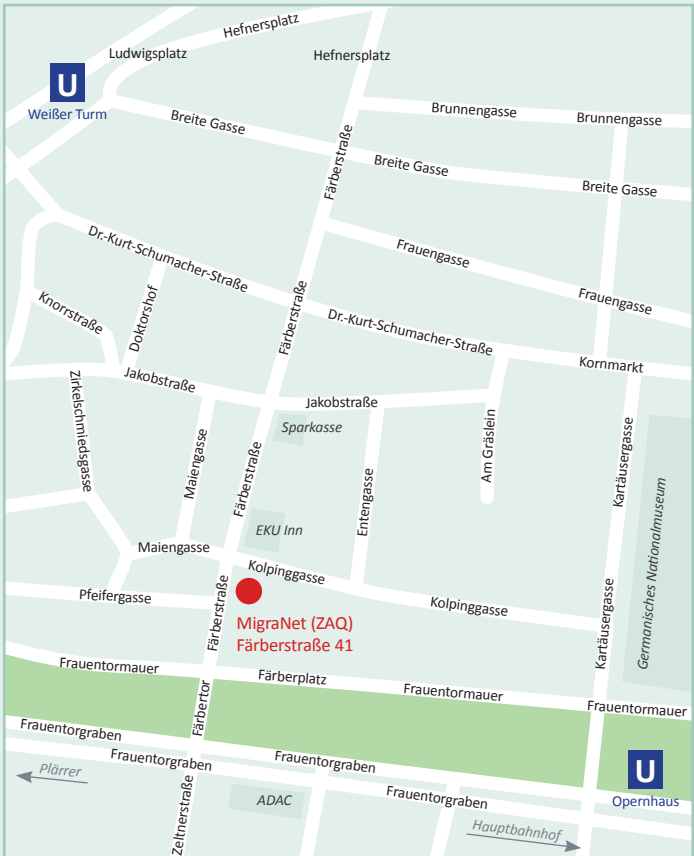 Hefnersplatz
Ludwigsplatz
Hefnersplatz
U
Weißer Turm
Brunnengasse
Brunnengasse
Breite Gasse
Färberstraße
Breite Gasse
Breite Gasse
Dr.-Kurt-Schumacher-Straße
Frauengasse
Frauengasse
Knorrstraße
Doktorshof
Färberstraße
Dr.-Kurt-Schumacher-Straße
Kornmarkt
Jakobstraße
Jakobstraße
Zirkelschmiedsgasse
Sparkasse
Maiengasse
Färberstraße
Entengasse
Am Gräslein
Kartäusergasse
Germanisches Nationalmuseum
EKU Inn
Maiengasse
Kolpinggasse
Pfeifergasse
Färberstraße
Kolpinggasse
Kartäusergasse
MigraNet (ZAQ)
Färberstraße 41
Frauentormauer
Färberplatz
Frauentormauer
Frauentormauer
Färbertor
Frauentorgraben
Frauentorgraben
Frauentorgraben
Frauentorgraben
U
Opernhaus
Plärrer
ADAC
Zeltnerstraße
Hauptbahnhof